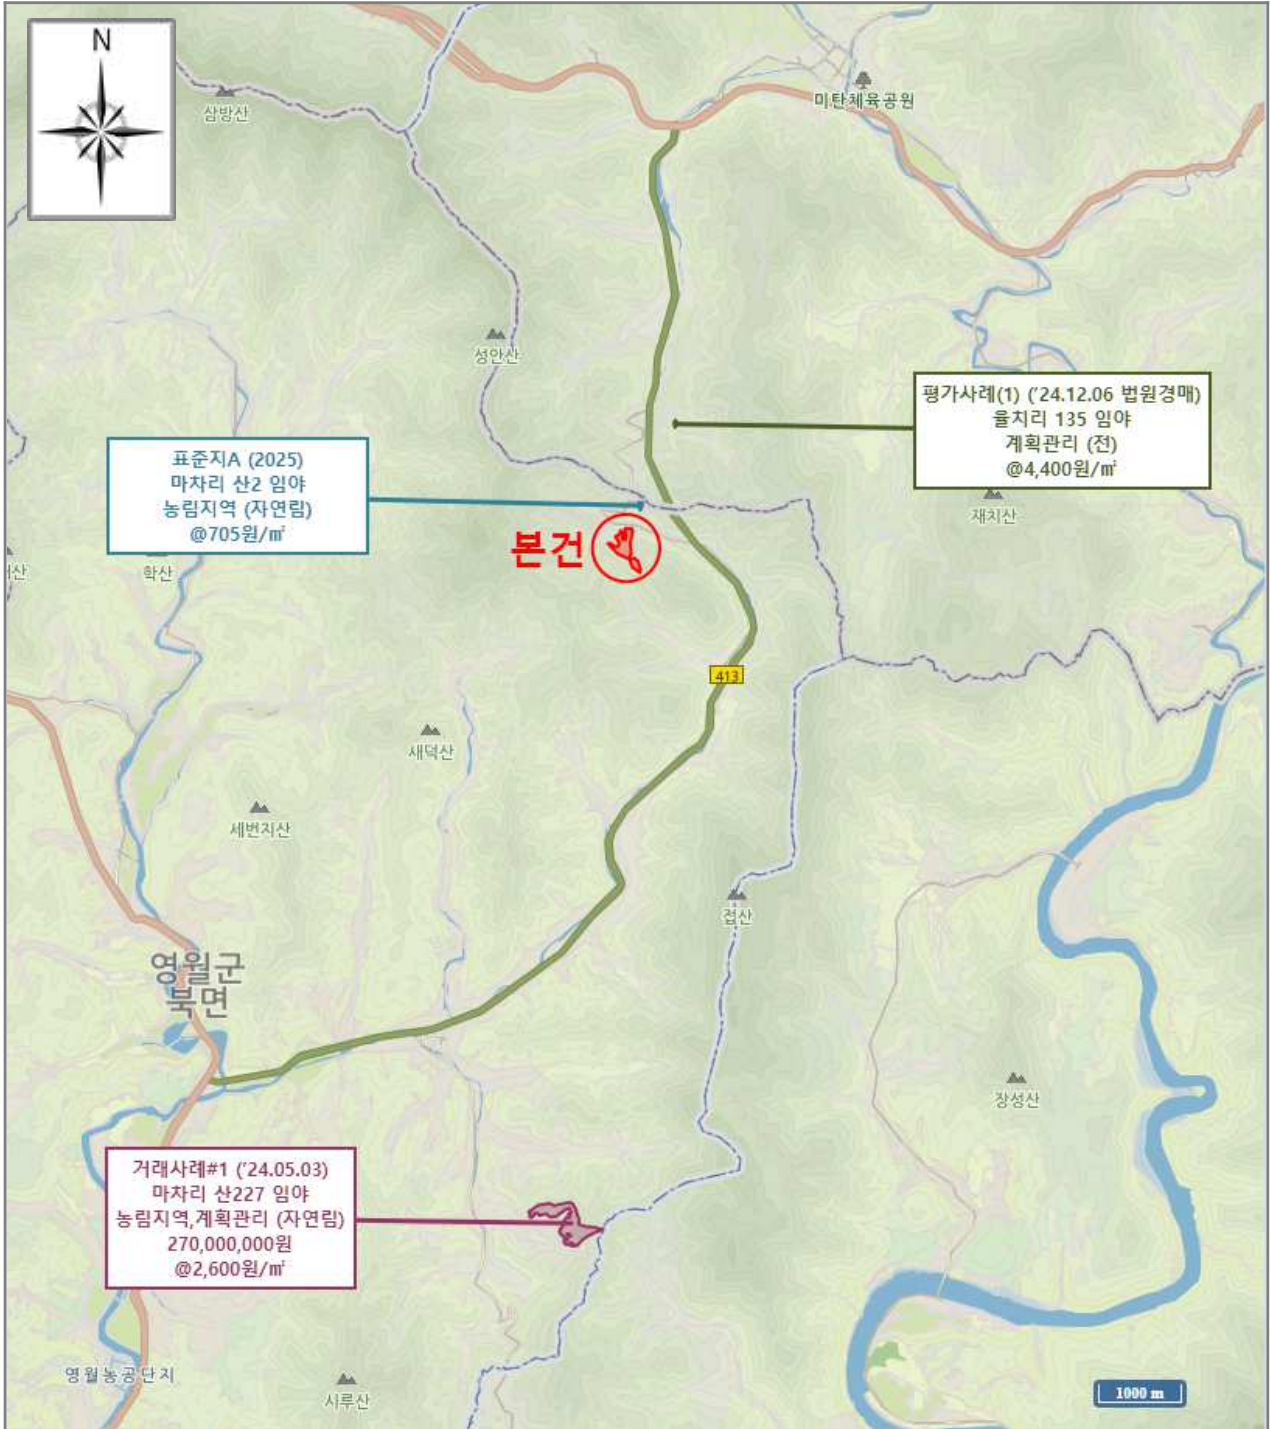 N
삼방산
미탄체육공원
성안산
평가사례(1) ('24.12.06 법원경매)
율치리 135 임야
계획관리 (전)
@4,400원/㎡
표준지A (2025)
마차리 산2 임야
농림지역 (자연림)
@705원/㎡
재치산
본건
학산
413
새덕산
세번지산
접산
영월군
북면
장성산
거래사례#1 ('24.05.03)
마차리 산227 임야
농림지역,계획관리 (자연림)
270,000,000원
@2,600원/㎡
영월농공단지
시루산
1000 m